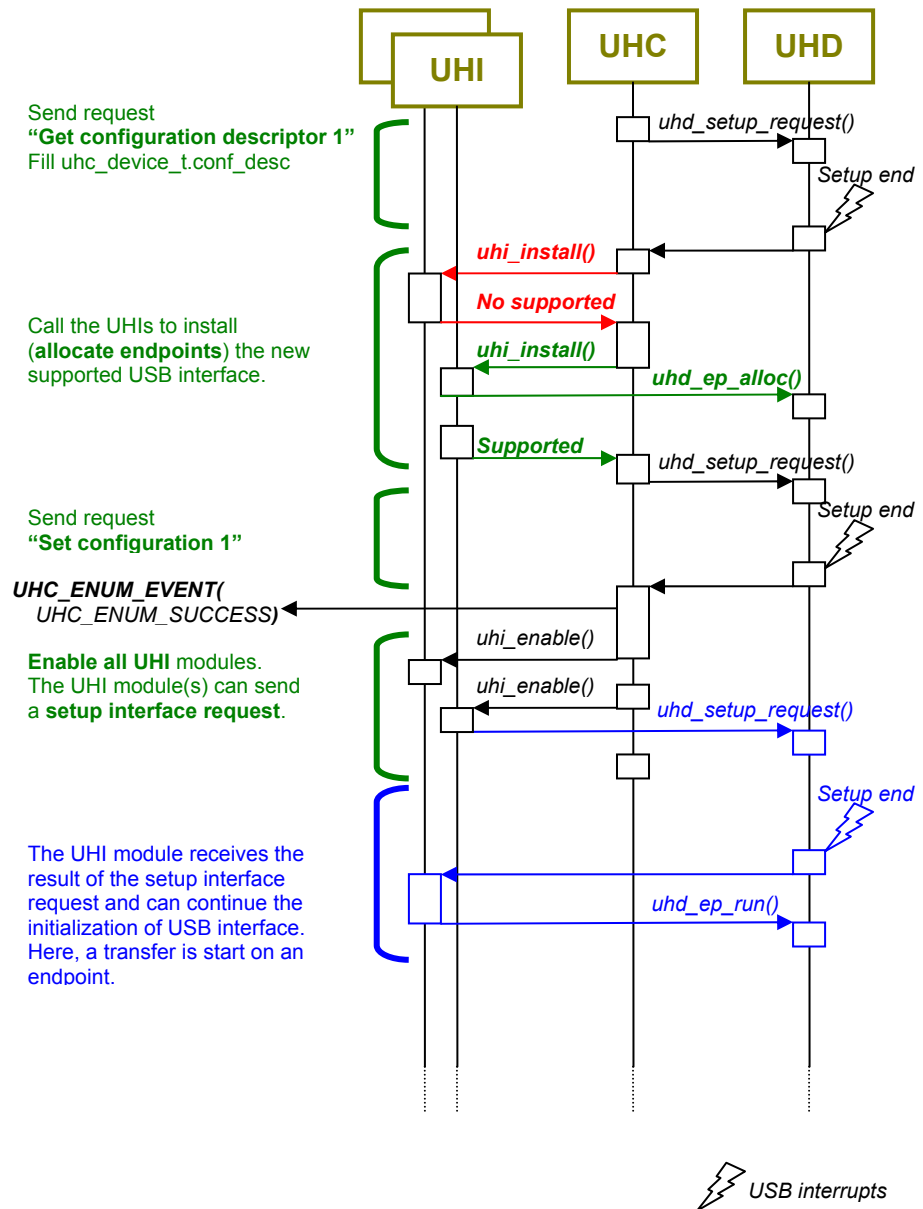 UHI
UHC
UHD
Send request
“Get configuration descriptor 1”
Fill uhc_device_t.conf_desc
uhd_setup_request()
Setup end
uhi_install()
No supported
Call the UHIs to install
(allocate endpoints) the new
supported USB interface.
uhi_install()
uhd_ep_alloc()
Supported
uhd_setup_request()
Send request
“Set configuration 1”
Setup end
UHC_ENUM_EVENT(
UHC_ENUM_SUCCESS)
uhi_enable()
Enable all UHI modules.
The UHI module(s) can send
a setup interface request.
uhi_enable()
uhd_setup_request()
Setup end
The UHI module receives the
result of the setup interface
request and can continue the
initialization of USB interface.
Here, a transfer is start on an
endpoint.
uhd_ep_run()
USB interrupts